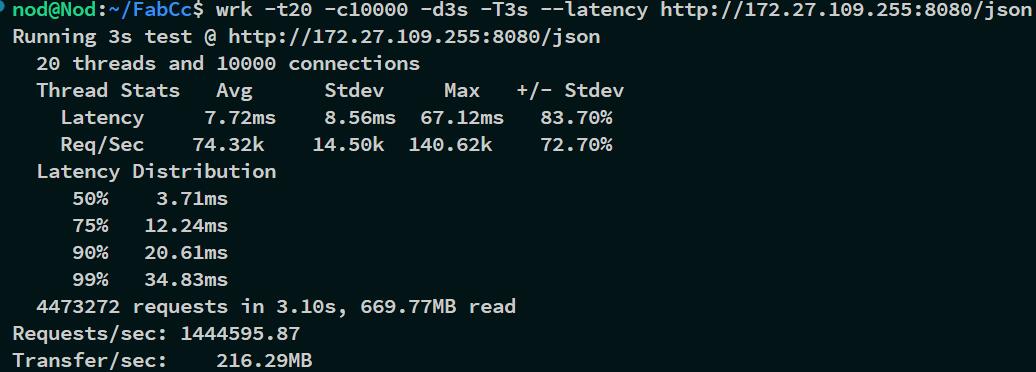 nod@Nod:~/FabCc$ wrk -t20 -c10000 -d3s -T3s --latency http://172.27.109.255:8080/json
Running 3s test @ http://172.27.109.255:8080/json
  20 threads and 10000 connections
  Thread Stats   Avg      Stdev     Max   +/- Stdev
    Latency     7.72ms    8.56ms  67.12ms   83.70%
    Req/Sec    74.32k    14.50k  140.62k    72.70%
  Latency Distribution
     50%    3.71ms
     75%   12.24ms
     90%   20.61ms
     99%   34.83ms
  4473272 requests in 3.10s, 669.77MB read
Requests/sec: 1444595.87
Transfer/sec:    216.29MB